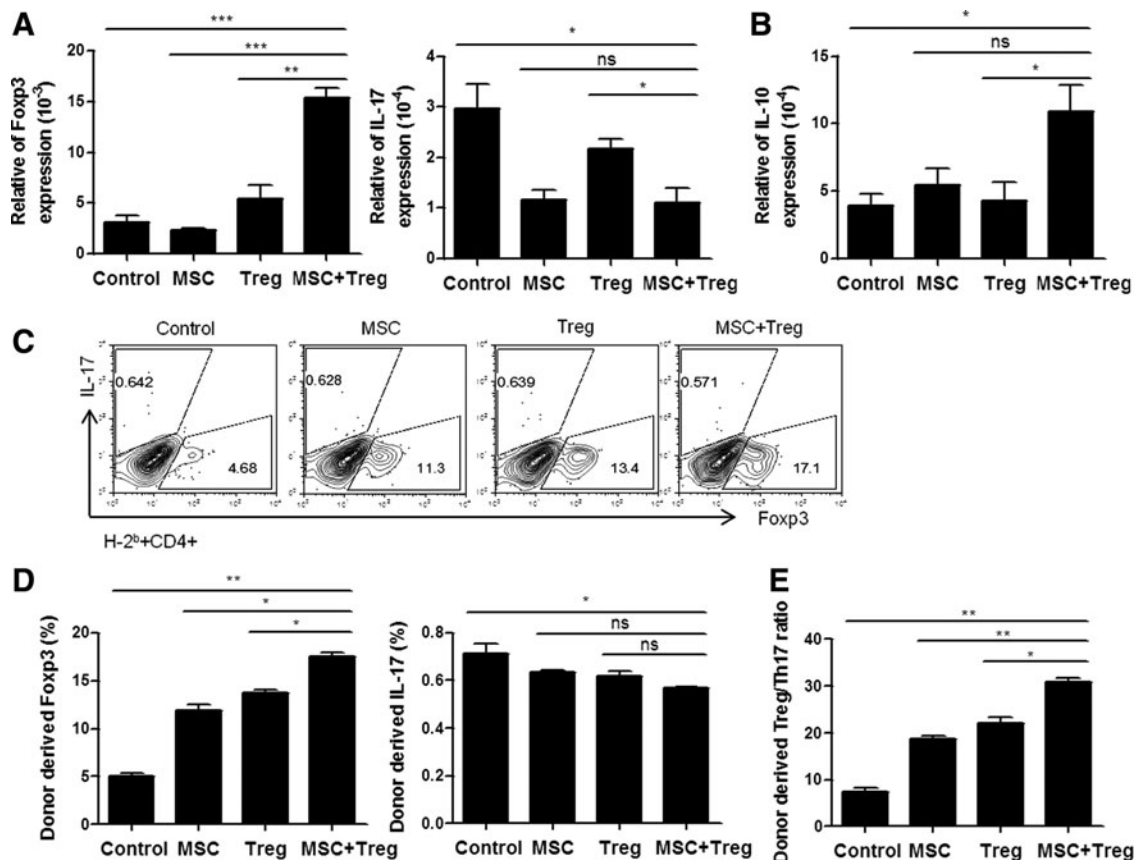 A
***
***
**
Relative of Foxp3
expression (10⁻³)
20
15
10
5
0
Control MSC Treg MSC+Treg
*
ns
*
Relative of IL-17
expression (10⁻⁴)
4
3
2
1
0
Control MSC Treg MSC+Treg
B
*
ns
*
Relative of IL-10
expression (10⁻⁴)
15
10
5
0
Control MSC Treg MSC+Treg
C
Control MSC Treg MSC+Treg
IL-17
0.642 0.628 0.639 0.571
4.68 11.3 13.4 17.1
Foxp3
H-2ᵇ+CD4+
D
**
*
*
Donor derived Foxp3 (%)
20
15
10
5
0
Control MSC Treg MSC+Treg
*
ns
ns
Donor derived IL-17 (%)
0.8
0.6
0.4
0.2
0.0
Control MSC Treg MSC+Treg
E
**
**
*
Donor derived Treg/Th17 ratio
40
30
20
10
0
Control MSC Treg MSC+Treg